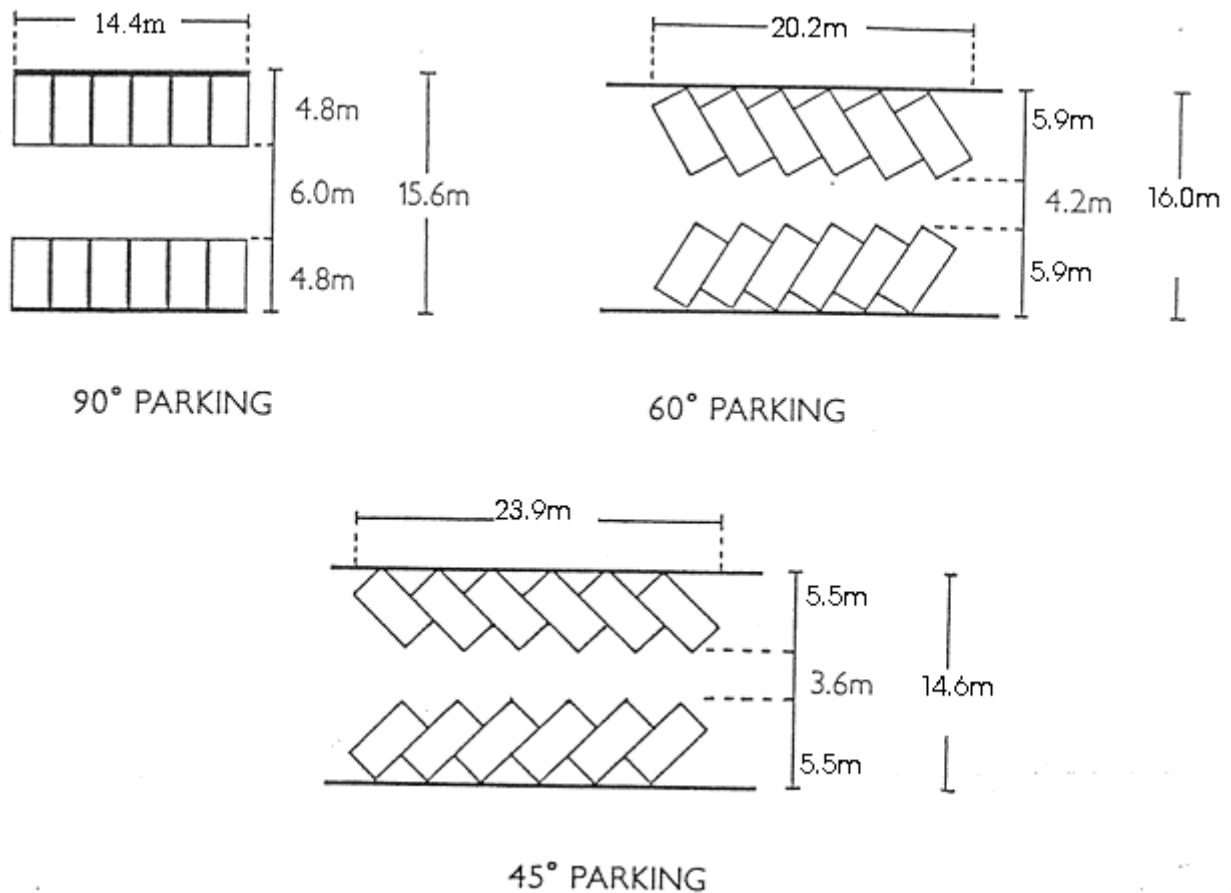 14.4m
4.8m
6.0m
15.6m
4.8m
90° PARKING
20.2m
5.9m
4.2m
16.0m
5.9m
60° PARKING
23.9m
5.5m
3.6m
14.6m
5.5m
45° PARKING